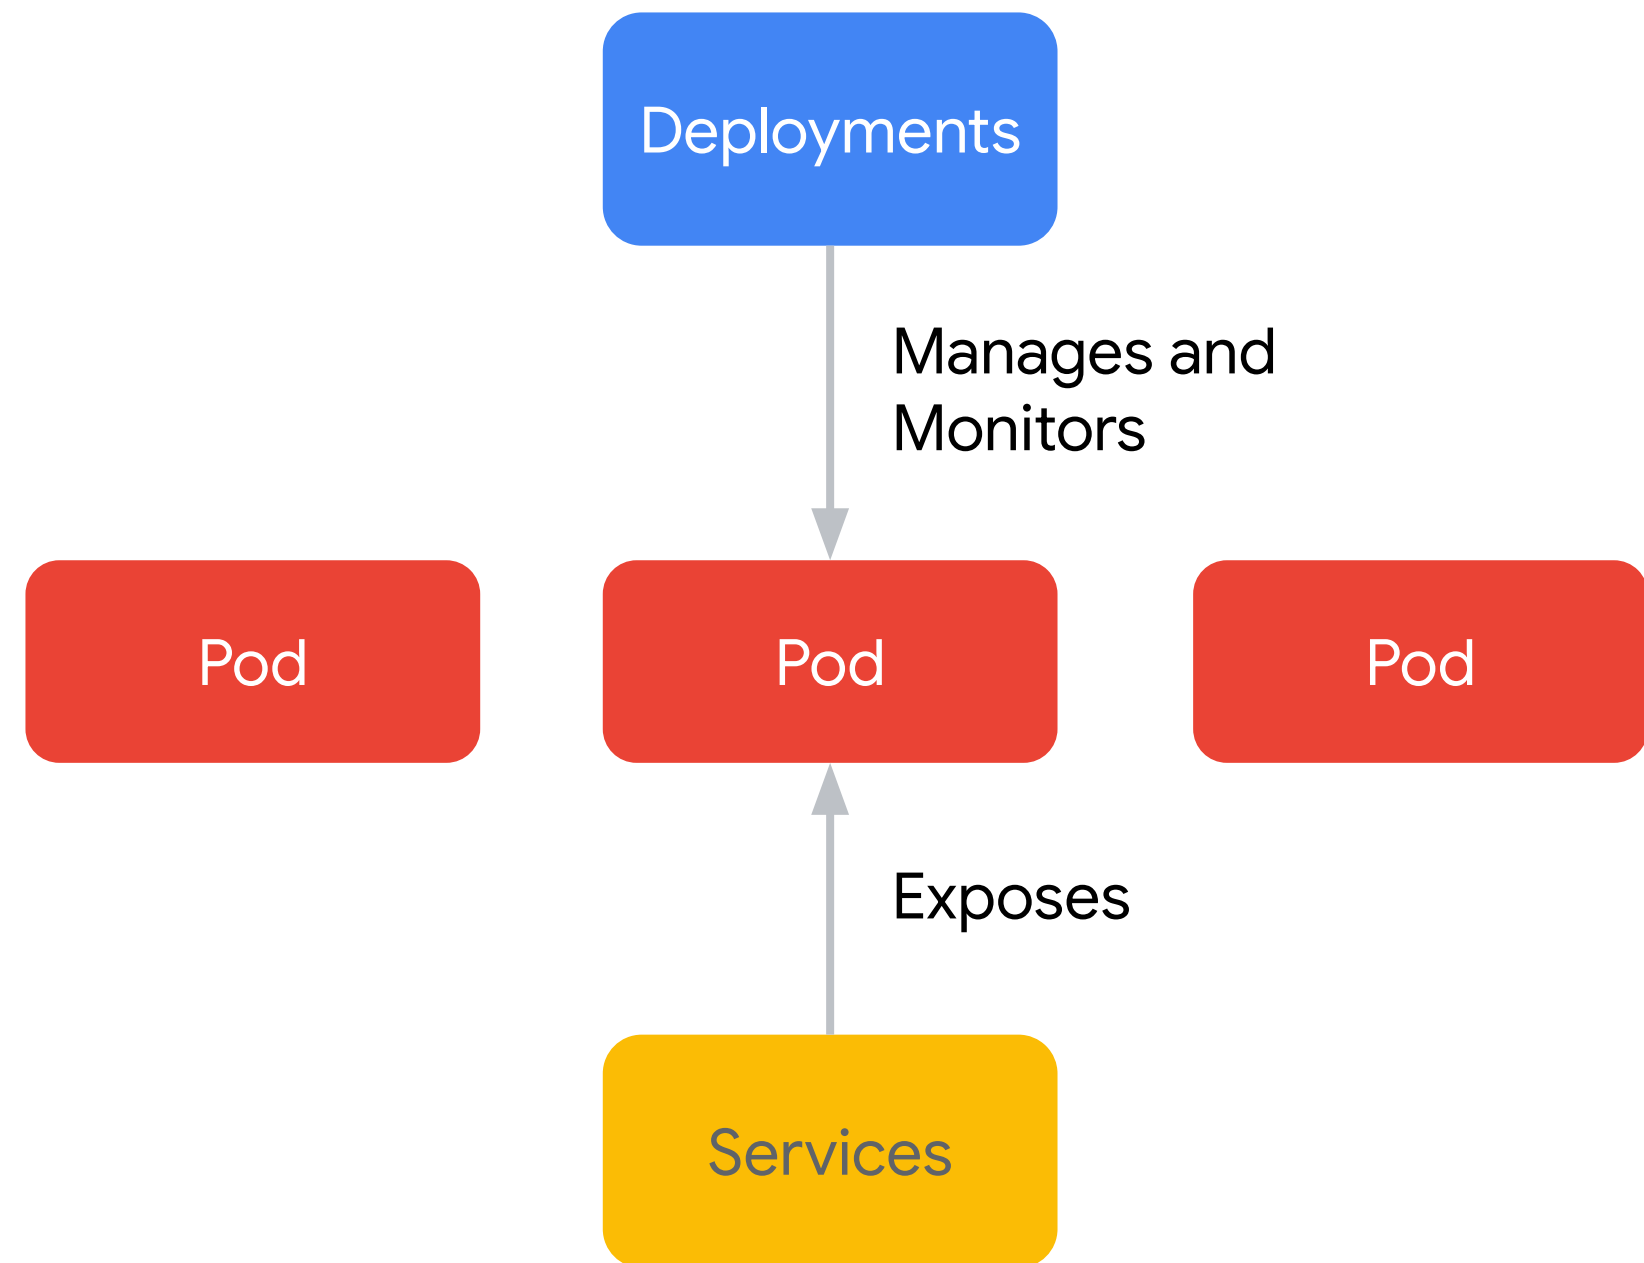 Deployments
Manages and
Monitors
Pod
Pod
Pod
Exposes
Services